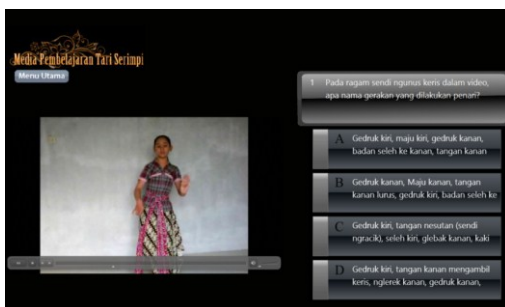 Media Pembelajaran Tari Serimpi
Menu Utama
1 Pada ragam sendi ngunus keris dalam video,
apa nama gerakan yang dilakukan penari?
A Gedruk kiri, maju kiri, gedruk kanan,
badan seleh ke kanan, tangan kanan
B Gedruk kanan, Maju kanan, tangan
kanan lurus, gedruk kiri, badan seleh ke
C Gedruk kiri, tangan nesutan (sendi
ngracik), seleh kiri, glebak kanan, kaki
D Gedruk kiri, tangan kanan mengambil
keris, nglerek kanan, gedruk kanan,